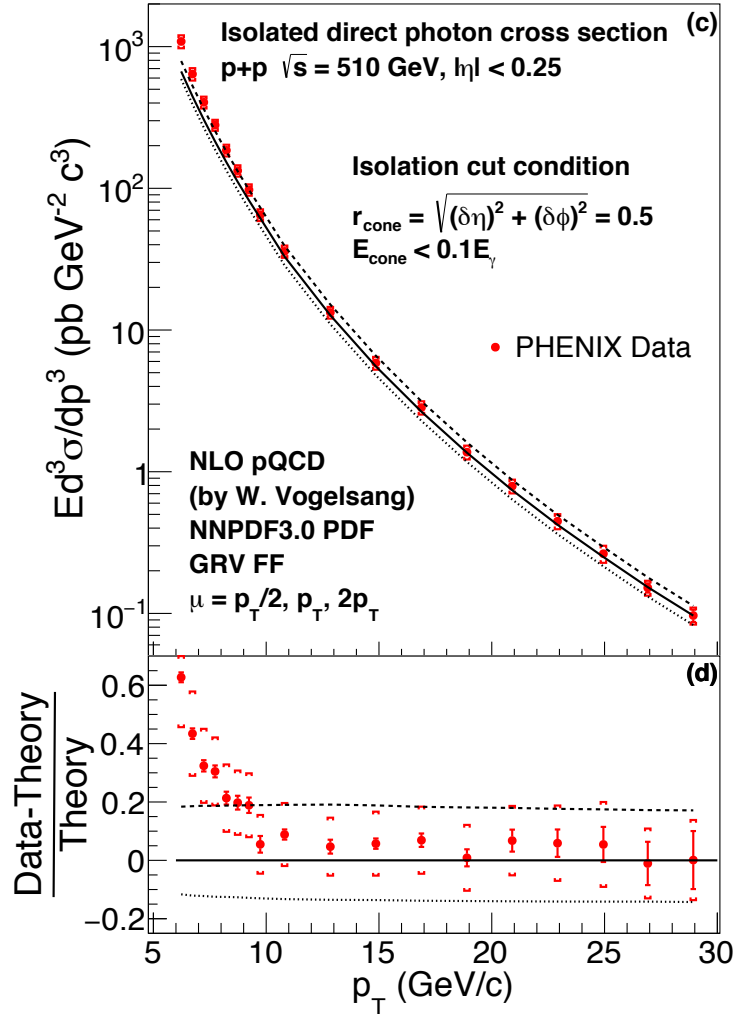 (c)
Isolated direct photon cross section
p+p √s = 510 GeV, |η| < 0.25
Isolation cut condition
r_cone = √((δη)² + (δϕ)²) = 0.5
E_cone < 0.1E_γ
PHENIX Data
NLO pQCD
(by W. Vogelsang)
NNPDF3.0 PDF
GRV FF
μ = p_T/2, p_T, 2p_T
Ed³σ/dp³ (pb GeV⁻² c³)
10³
10²
10
1
10⁻¹
(d)
Data-Theory
Theory
0.6
0.4
0.2
0
−0.2
5 10 15 20 25 30
p_T (GeV/c)